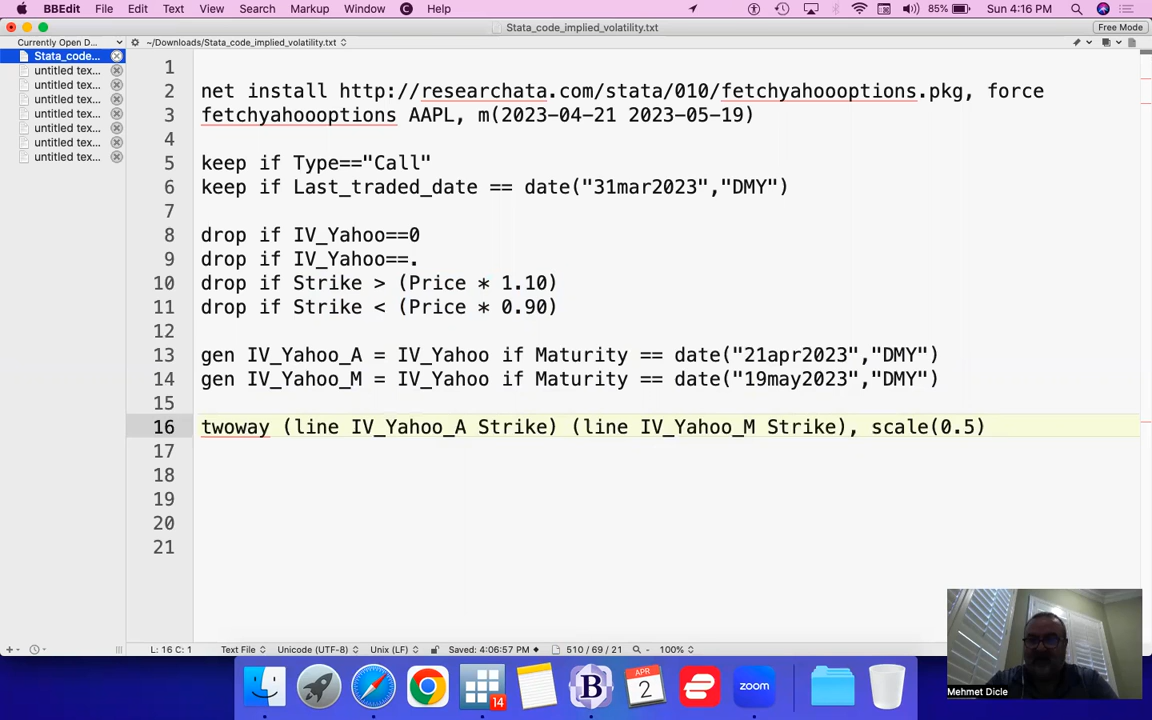 BBEdit File Edit Text View Search Markup Window Help 85% Sun 4:16 PM
Stata_code_implied_volatility.txt Free Mode
Currently Open D... ~/Downloads/Stata_code_implied_volatility.txt
Stata_code...
untitled tex...
untitled tex...
untitled tex...
untitled tex...
untitled tex...
untitled tex...
untitled tex...
1
2 net install http://researchata.com/stata/010/fetchyahoooptions.pkg, force
3 fetchyahoooptions AAPL, m(2023-04-21 2023-05-19)
4
5 keep if Type=="Call"
6 keep if Last_traded_date == date("31mar2023","DMY")
7
8 drop if IV_Yahoo==0
9 drop if IV_Yahoo==.
10 drop if Strike > (Price * 1.10)
11 drop if Strike < (Price * 0.90)
12
13 gen IV_Yahoo_A = IV_Yahoo if Maturity == date("21apr2023","DMY")
14 gen IV_Yahoo_M = IV_Yahoo if Maturity == date("19may2023","DMY")
15
16 twoway (line IV_Yahoo_A Strike) (line IV_Yahoo_M Strike), scale(0.5)
17
18
19
20
21
L: 16 C: 1 Text File Unicode (UTF-8) Unix (LF) Saved: 4:06:57 PM 510 / 69 / 21 100%
14
APR
2
zoom
Mehmet Dicle